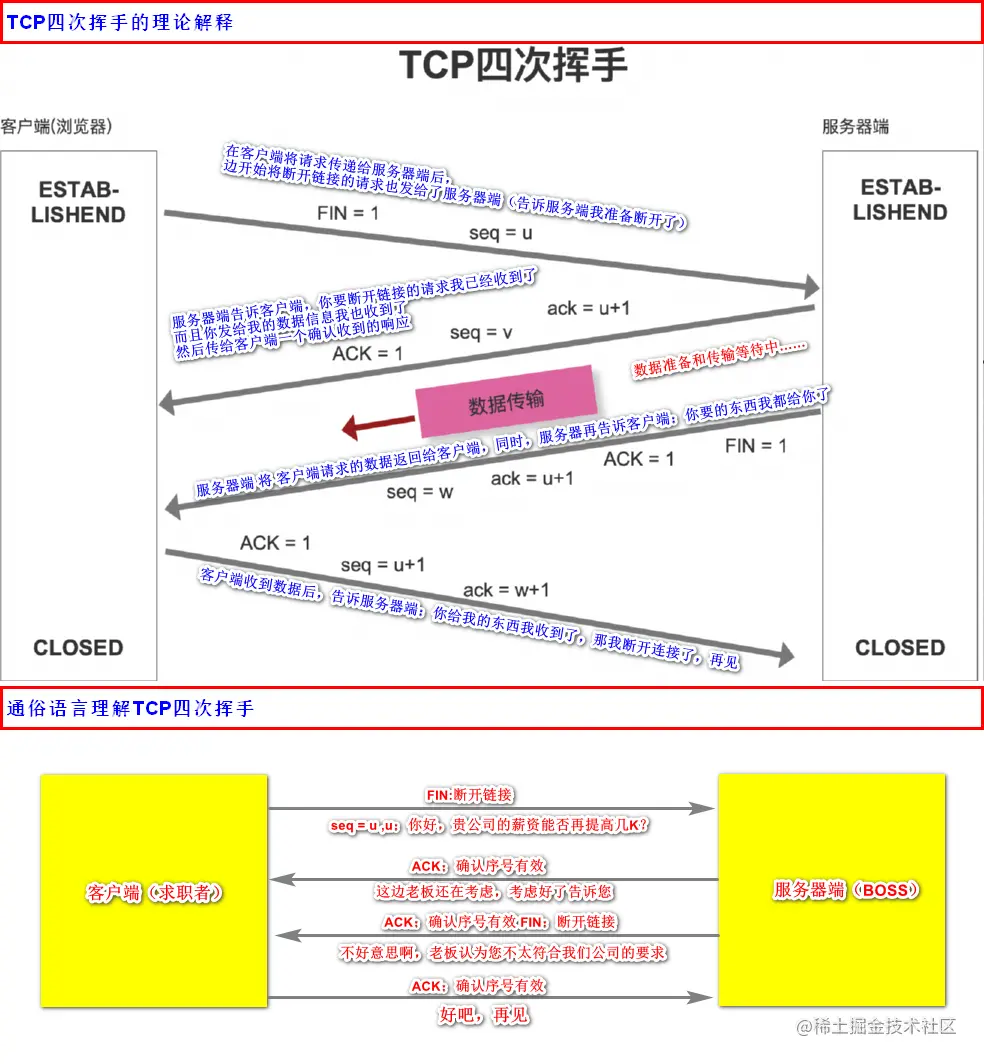 TCP四次挥手的理论解释
TCP四次挥手
客户端(浏览器)
服务器端
ESTAB-
LISHEND
ESTAB-
LISHEND
在客户端将请求传递给服务器端后，
边开始将断开链接的请求也发给了服务器端（告诉服务端我准备断开了）
FIN = 1
seq = u
服务器端告诉客户端，你要断开链接的请求我已经收到了
而且你发给我的数据信息我也收到了
然后传给客户端一个确认收到的响应
ack = u+1
seq = v
ACK = 1
数据准备和传输等待中......
数据传输
服务器端 将 客户端请求的数据返回给客户端，同时，服务器再告诉客户端：你要的东西我都给你了
FIN = 1
ACK = 1
ack = u+1
seq = w
ACK = 1
seq = u+1
ack = w+1
客户端收到数据后，告诉服务器端：你给我的东西我收到了，那我断开连接了，再见
CLOSED
CLOSED
通俗语言理解TCP四次挥手
客户端（求职者）
服务器端（BOSS）
FIN:断开链接
seq = u ,u：你好，贵公司的薪资能否再提高几K？
ACK：确认序号有效
这边老板还在考虑，考虑好了告诉您
ACK：确认序号有效 FIN：断开链接
不好意思啊，老板认为您不太符合我们公司的要求
ACK：确认序号有效
好吧，再见
@稀土掘金技术社区